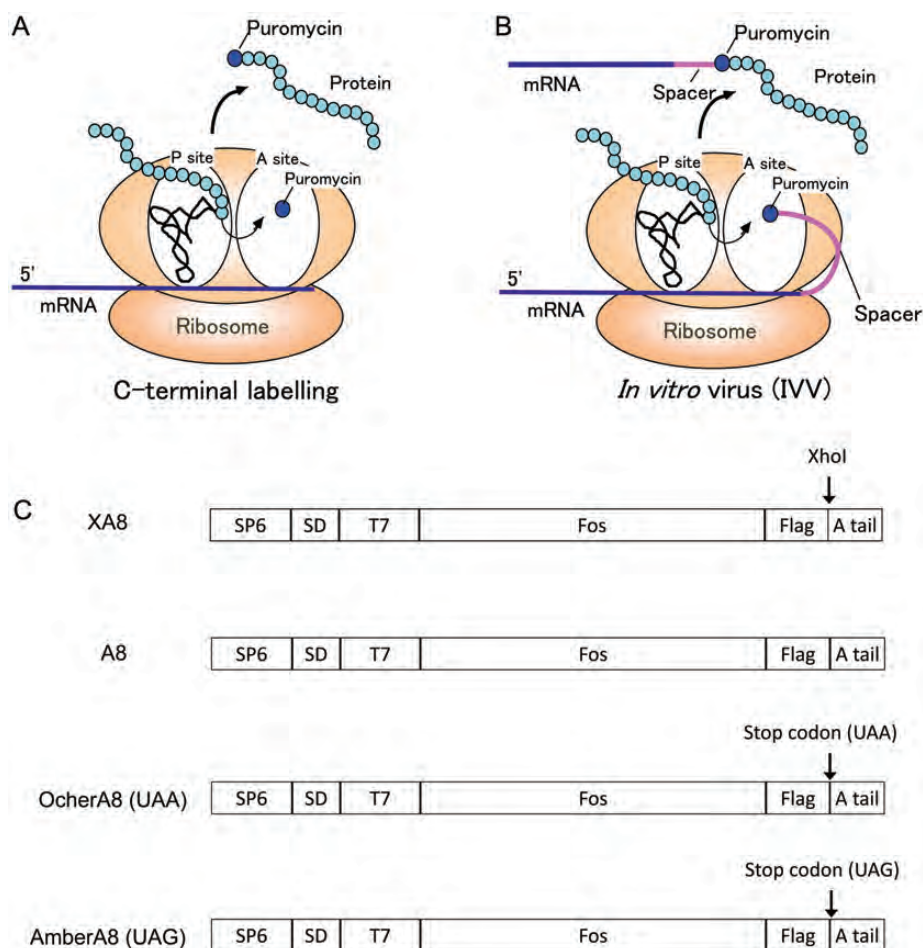 A
Puromycin
Protein
P site
A site
Puromycin
5'
mRNA
Ribosome
C-terminal labelling
B
Puromycin
mRNA
Spacer
Protein
P site
A site
Puromycin
5'
mRNA
Spacer
Ribosome
In vitro virus (IVV)
C
XhoI
XA8 SP6 SD T7 Fos Flag A tail
A8 SP6 SD T7 Fos Flag A tail
Stop codon (UAA)
OcherA8 (UAA) SP6 SD T7 Fos Flag A tail
Stop codon (UAG)
AmberA8 (UAG) SP6 SD T7 Fos Flag A tail